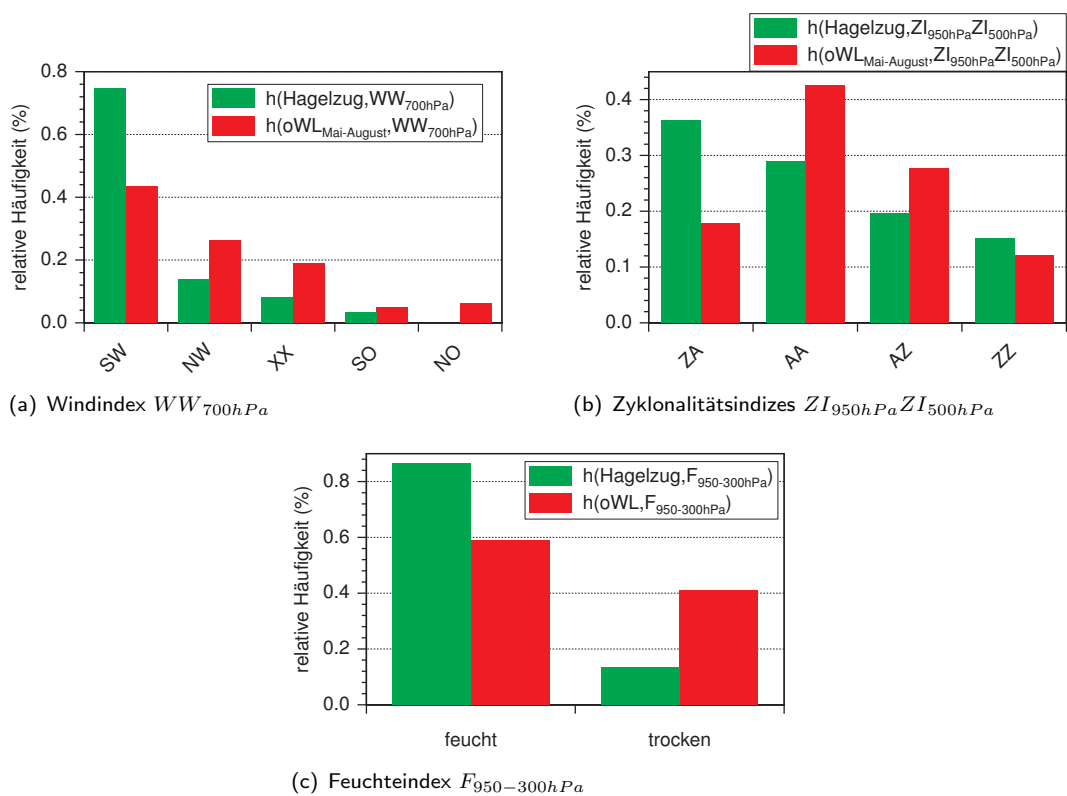 h(Hagelzug,ZI950hPaZI500hPa)
h(oWLMai-August,ZI950hPaZI500hPa)
relative Häufigkeit (%)
0.8
0.6
0.4
0.2
0.0
h(Hagelzug,WW700hPa)
h(oWLMai-August,WW700hPa)
SW NW XX SO NO
(a) Windindex WW700hPa
relative Häufigkeit (%)
0.4
0.3
0.2
0.1
0.0
ZA AA AZ ZZ
(b) Zyklonalitätsindizes ZI950hPaZI500hPa
relative Häufigkeit (%)
0.8
0.6
0.4
0.2
0.0
h(Hagelzug,F950-300hPa)
h(oWL,F950-300hPa)
feucht trocken
(c) Feuchteindex F950−300hPa